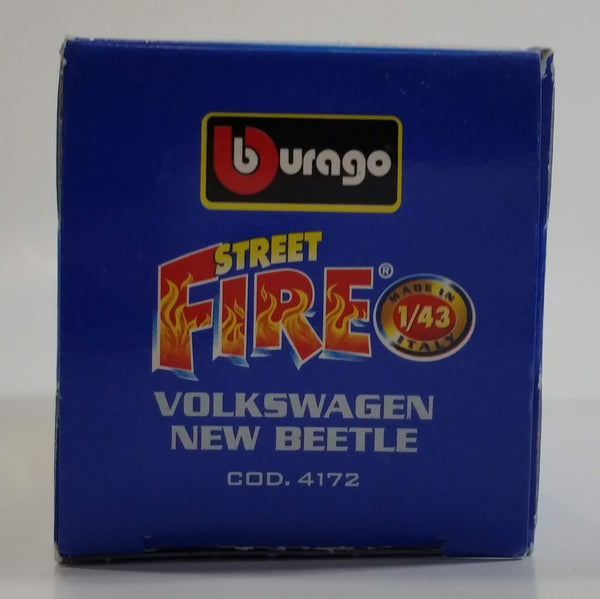 burago
STREET
FIRE®
MADE IN
1/43
ITALY
VOLKSWAGEN
NEW BEETLE
COD. 4172